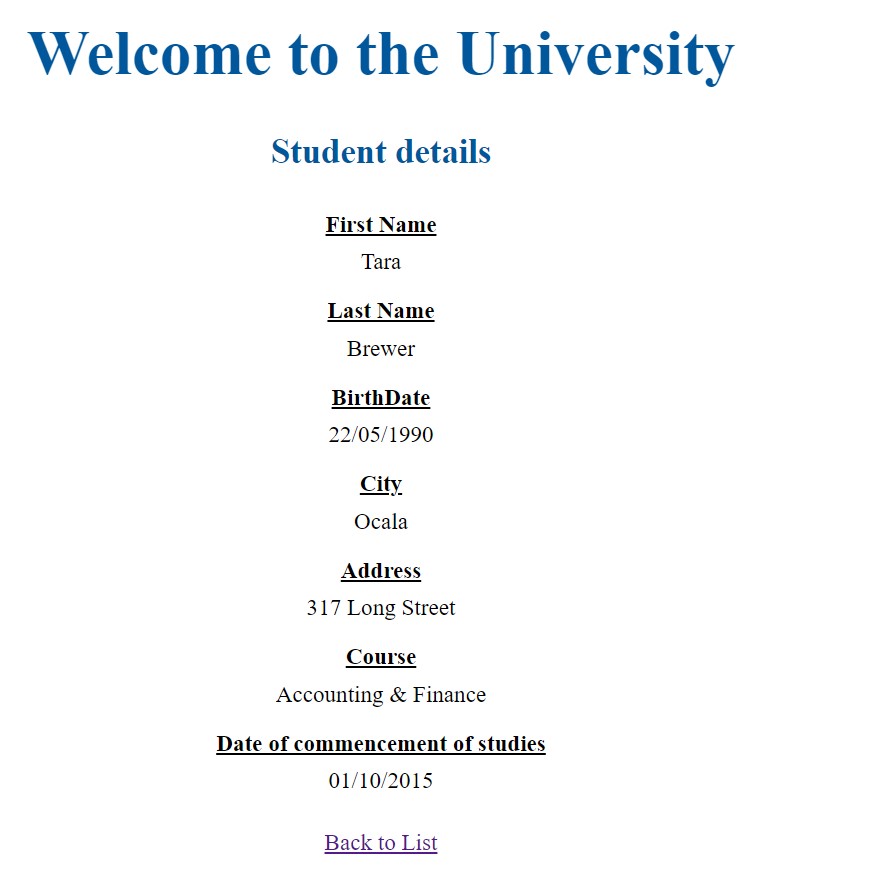 Welcome to the University
Student details
First Name
Tara
Last Name
Brewer
BirthDate
22/05/1990
City
Ocala
Address
317 Long Street
Course
Accounting & Finance
Date of commencement of studies
01/10/2015
Back to List